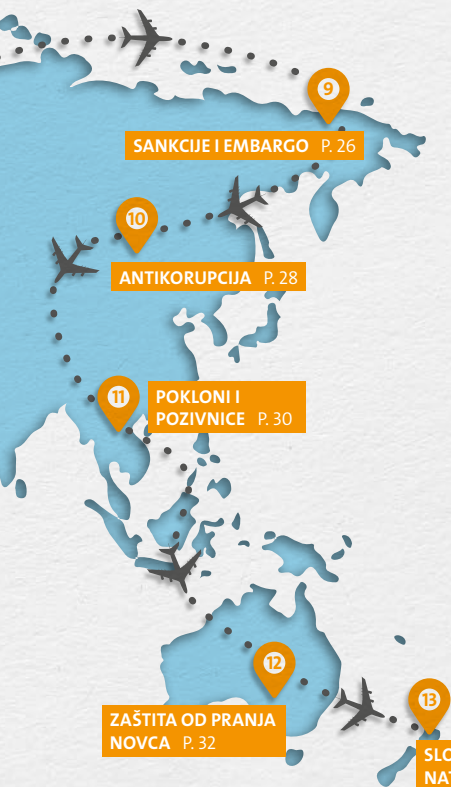 9
SANKCIJE I EMBARGO P. 26
10
ANTIKORUPCIJA P. 28
11
POKLONI I
POZIVNICE P. 30
12
ZAŠTITA OD PRANJA
NOVCA P. 32
13